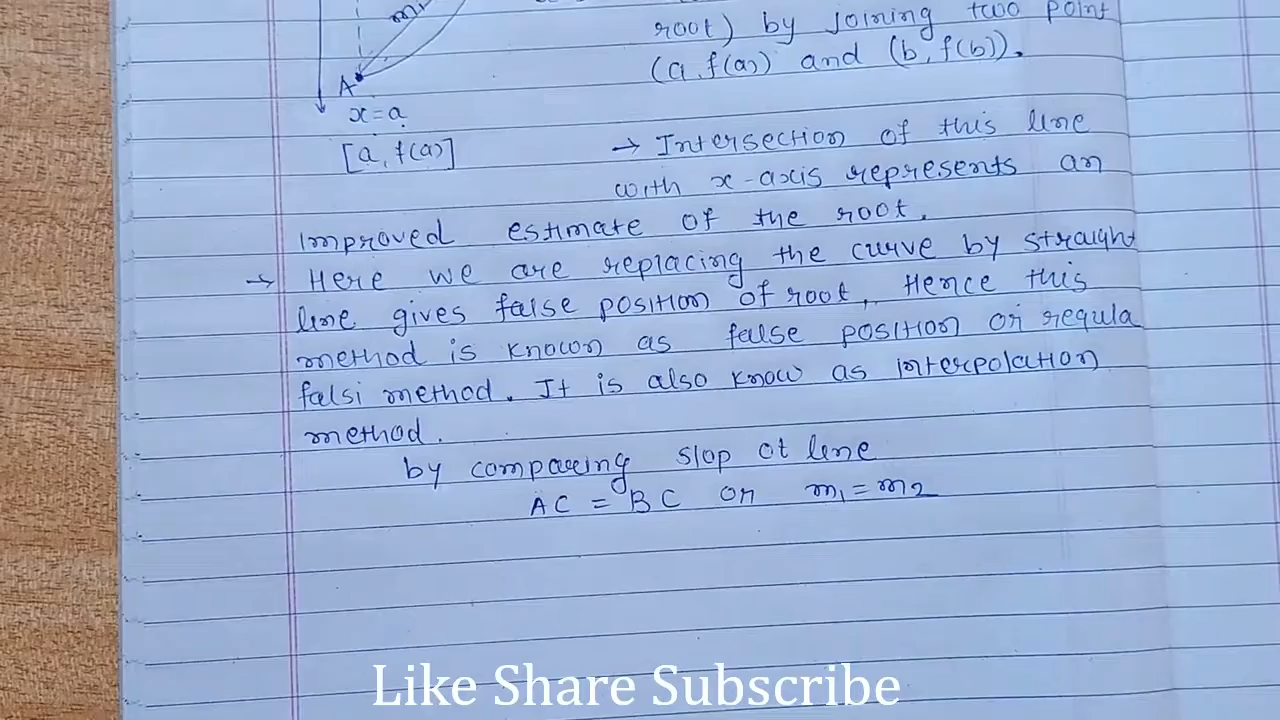 root) by joining two point
(a, f(a)) and (b, f(b)).
m1
A
x=a
[a, f(a)]
→ Intersection of this line
with x-axis represents an
improved estimate of the root.
→ Here we are replacing the curve by straight
line gives false position of root, Hence this
method is known as false position or regula
falsi method. It is also know as interpolation
method.
by comparing slop of line
AC = BC or m1 = m2
Like Share Subscribe